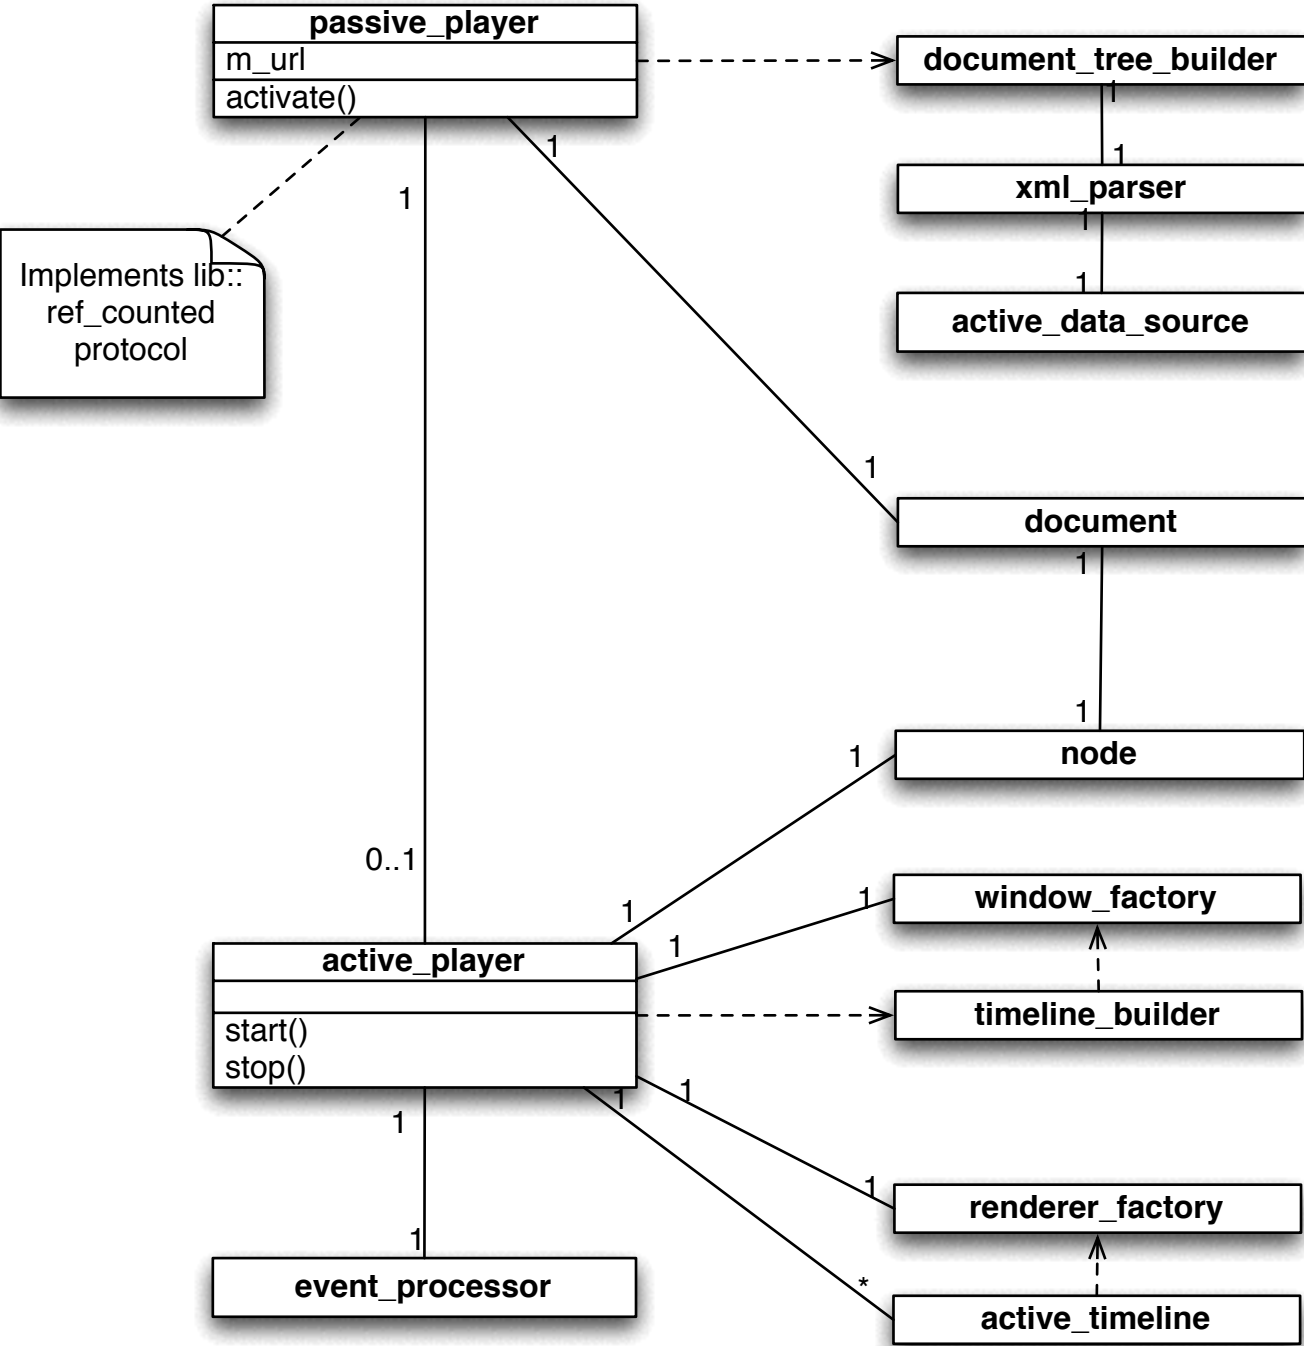 passive_player
m_url
activate()
document_tree_builder
1
1
xml_parser
1
1
active_data_source
1
1
Implements lib::
ref_counted
protocol
1
document
1
1
1
node
1
0..1
1
window_factory
1
1
active_player
start()
stop()
timeline_builder
1
1
1
1
renderer_factory
1
event_processor
*
active_timeline